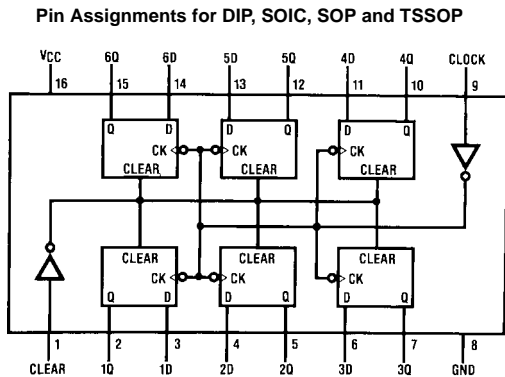 Pin Assignments for DIP, SOIC, SOP and TSSOP
VCC 6Q 6D 5D 5Q 4D 4Q CLOCK
16 15 14 13 12 11 10 9
Q D D Q D Q
CK CK CK
CLEAR CLEAR CLEAR
CLEAR CLEAR CLEAR
CK CK CK
Q D D Q D Q
1 2 3 4 5 6 7 8
CLEAR 1Q 1D 2D 2Q 3D 3Q GND